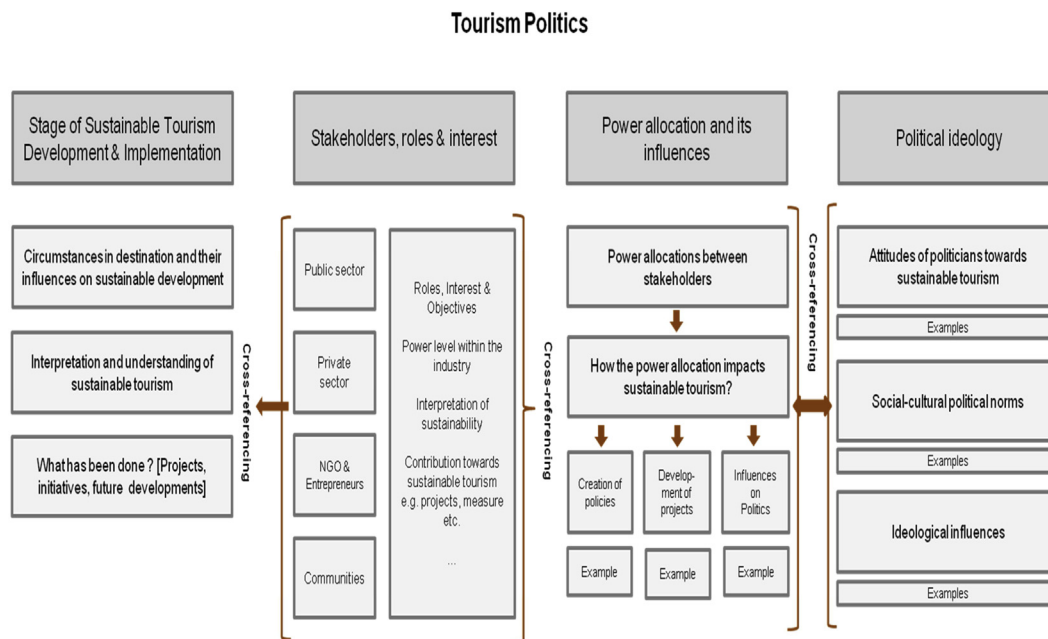 Tourism Politics
Stage of Sustainable Tourism
Development & Implementation
Circumstances in destination and their
influences on sustainable development
Interpretation and understanding of
sustainable tourism
What has been done ? [Projects,
initiatives, future developments]
Cross-referencing
Stakeholders, roles & interest
Public sector
Private
sector
NGO &
Entrepreneurs
Communities
Roles, Interest &
Objectives
Power level within the
industry
Interpretation of
sustainability
Contribution towards
sustainable tourism
e.g. projects, measure
etc.
...
Cross-referencing
Power allocation and its
influences
Power allocations between
stakeholders
How the power allocation impacts
sustainable tourism?
Creation of
policies
Develop-
ment of
projects
Influences
on
Politics
Example
Example
Example
Cross-referencing
Political ideology
Attitudes of politicians towards
sustainable tourism
Examples
Social-cultural political norms
Examples
Ideological influences
Examples